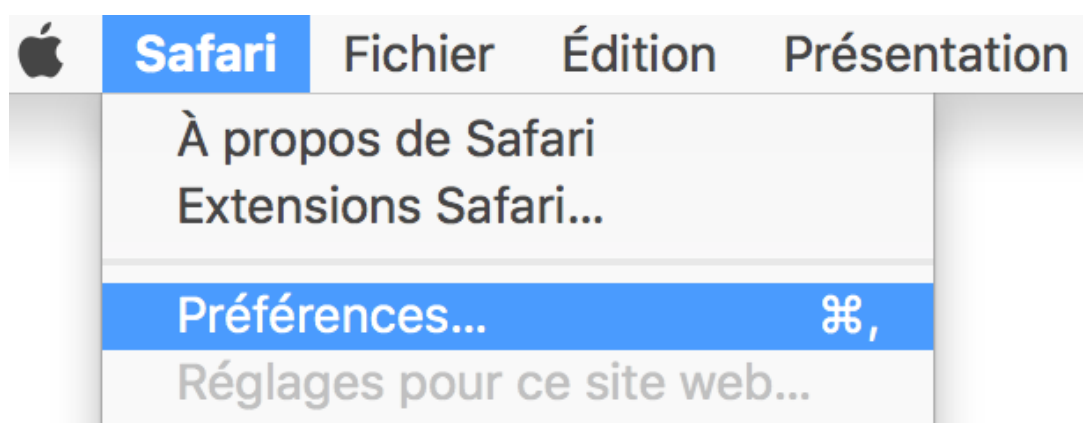 Safari Fichier Édition Présentation
À propos de Safari
Extensions Safari...
Préférences... ⌘,
Réglages pour ce site web...